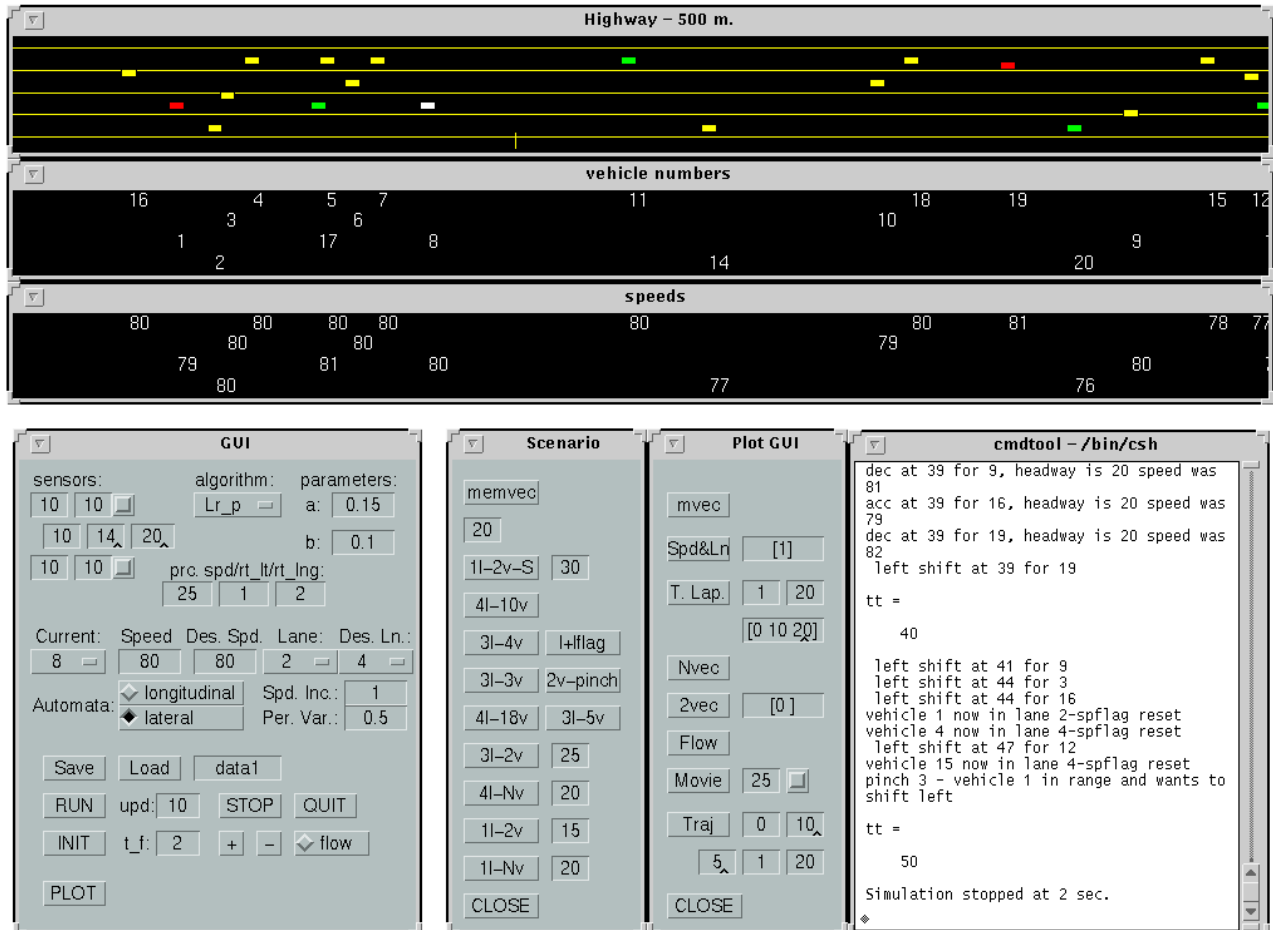 Highway – 500 m.
vehicle numbers
16 4 5 7 11 18 19 15 12
3 6 10
1 17 8 9
2 14 20
speeds
80 80 80 80 80 80 81 78 77
80 80 79
79 81 80 80
80 77 76
GUI
sensors: algorithm: parameters:
10 10 Lr_p a: 0.15
10 14 20 b: 0.1
10 10 prc. spd/rt_lt/rt_lng:
25 1 2
Current: Speed Des. Spd. Lane: Des. Ln.:
8 80 80 2 4
Automata: longitudinal Spd. Inc.: 1
lateral Per. Var.: 0.5
Save Load data1
RUN upd: 10 STOP QUIT
INIT t_f: 2 + – flow
PLOT
Scenario
memvec
20
1l–2v–S 30
4l–10v
3l–4v l+lflag
3l–3v 2v–pinch
4l–18v 3l–5v
3l–2v 25
4l–Nv 20
1l–2v 15
1l–Nv 20
CLOSE
Plot GUI
mvec
Spd&Ln [1]
T. Lap. 1 20
[0 10 20]
Nvec
2vec [0 ]
Flow
Movie 25
Traj 0 10
5 1 20
CLOSE
cmdtool – /bin/csh
dec at 39 for 9, headway is 20 speed was
81
acc at 39 for 16, headway is 20 speed was
79
dec at 39 for 19, headway is 20 speed was
82
left shift at 39 for 19
tt =
40
left shift at 41 for 9
left shift at 44 for 3
left shift at 44 for 16
vehicle 1 now in lane 2-spflag reset
vehicle 4 now in lane 4-spflag reset
left shift at 47 for 12
vehicle 15 now in lane 4-spflag reset
pinch 3 - vehicle 1 in range and wants to
shift left
tt =
50
Simulation stopped at 2 sec.